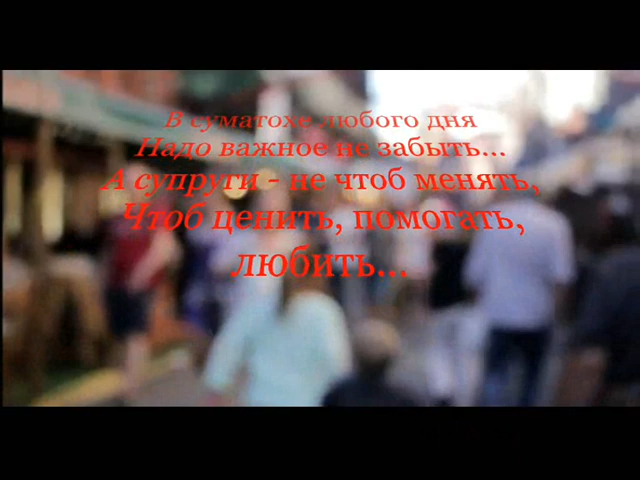 В суматохе любого дня
Надо важное не забыть...
А супруги - не чтоб менять,
Чтоб ценить, помогать,
любить...